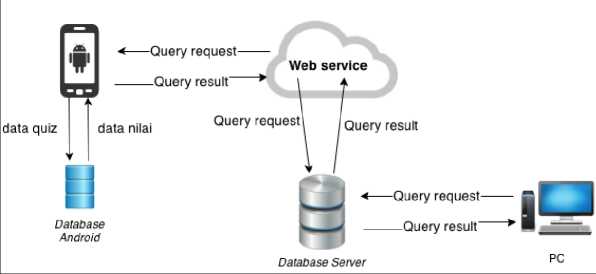 Query request
Web service
Query result
Query request
Query result
data quiz
data nilai
Query request
Query result
Database
Android
Database Server
PC